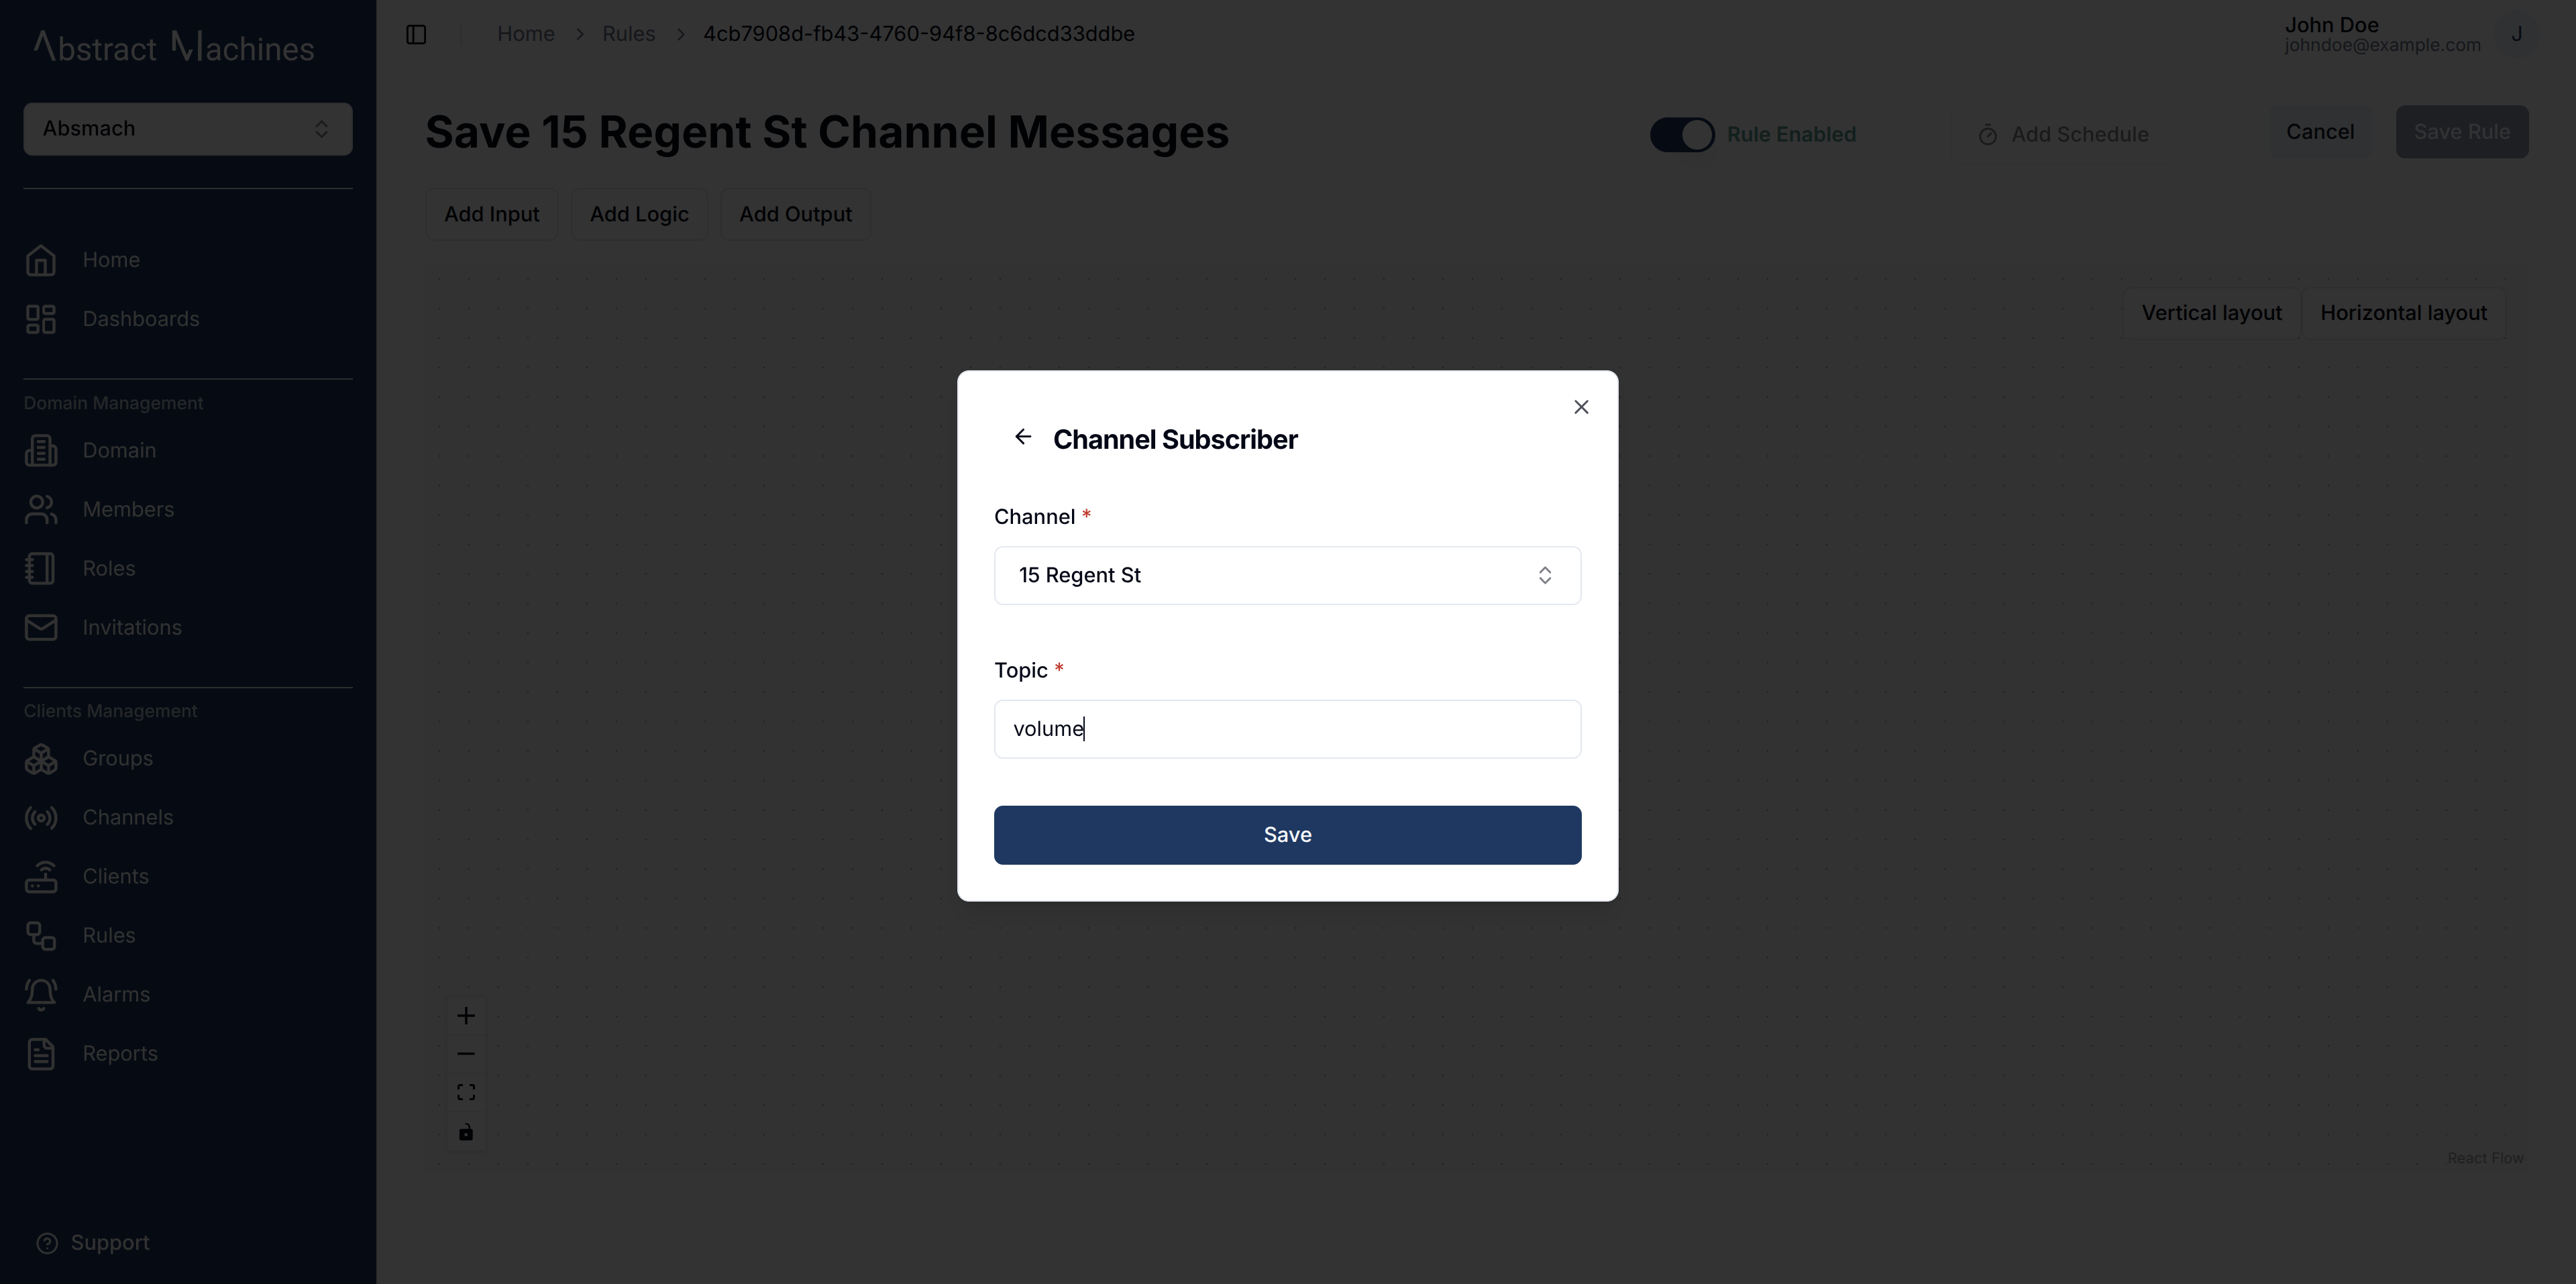 Abstract Machines
Absmach
Home
Dashboards
Domain Management
Domain
Members
Roles
Invitations
Clients Management
Groups
Channels
Clients
Rules
Alarms
Reports
Support
Home > Rules > 4cb7908d-fb43-4760-94f8-8c6dcd33ddbe
John Doe
johndoe@example.com
J
Save 15 Regent St Channel Messages
Rule Enabled
Add Schedule
Cancel
Save Rule
Add Input
Add Logic
Add Output
Vertical layout
Horizontal layout
Channel Subscriber
Channel *
15 Regent St
Topic *
volume
Save
React Flow